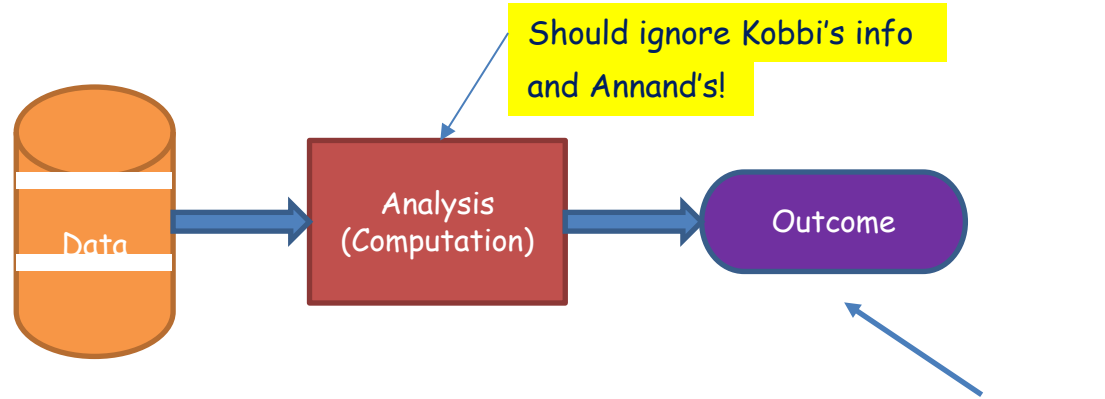 Should ignore Kobbi's info
and Annand's!
Analysis
(Computation)
Outcome
Data